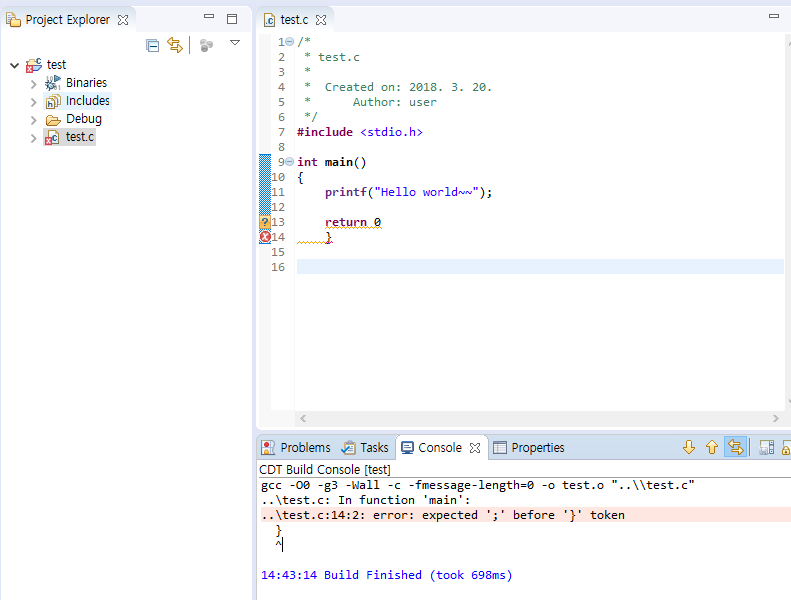 Project Explorer
test
Binaries
Includes
Debug
test.c
test.c
1 /*
2  * test.c
3  *
4  *  Created on: 2018. 3. 20.
5  *      Author: user
6  */
7 #include <stdio.h>
8
9 int main()
10 {
11     printf("Hello world~~");
12
13     return 0
14     }
15
16
Problems Tasks Console Properties
CDT Build Console [test]
gcc -O0 -g3 -Wall -c -fmessage-length=0 -o test.o "..\\test.c"
..\test.c: In function 'main':
..\test.c:14:2: error: expected ';' before '}' token
  }
  ^
14:43:14 Build Finished (took 698ms)